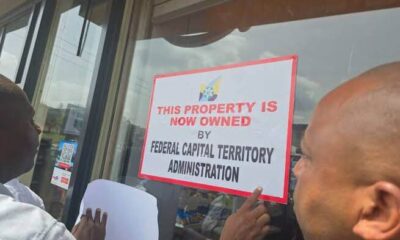 THIS PROPERTY IS
NOW OWNED
BY
FEDERAL CAPITAL TERRITORY
ADMINISTRATION